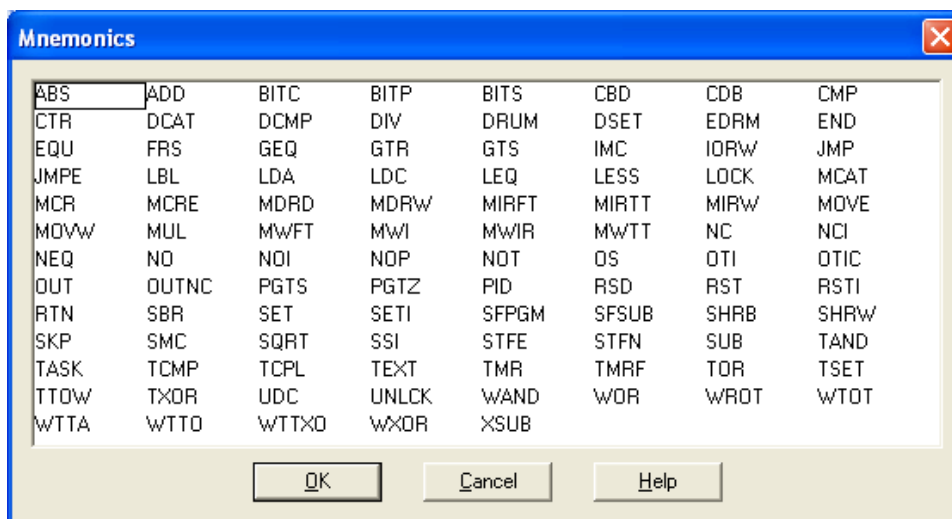 Mnemonics
ABS ADD BITC BITP BITS CBD CDB CMP
CTR DCAT DCMP DIV DRUM DSET EDRM END
EQU FRS GEQ GTR GTS IMC IORW JMP
JMPE LBL LDA LDC LEQ LESS LOCK MCAT
MCR MCRE MDRD MDRW MIRFT MIRTT MIRW MOVE
MOVW MUL MWFT MWI MWIR MWTT NC NCI
NEQ NO NOI NOP NOT OS OTI OTIC
OUT OUTNC PGTS PGTZ PID RSD RST RSTI
RTN SBR SET SETI SFPGM SFSUB SHRB SHRW
SKP SMC SQRT SSI STFE STFN SUB TAND
TASK TCMP TCPL TEXT TMR TMRF TOR TSET
TTOW TXOR UDC UNLCK WAND WOR WROT WTOT
WTTA WTTO WTTXO WXOR XSUB
OK Cancel Help